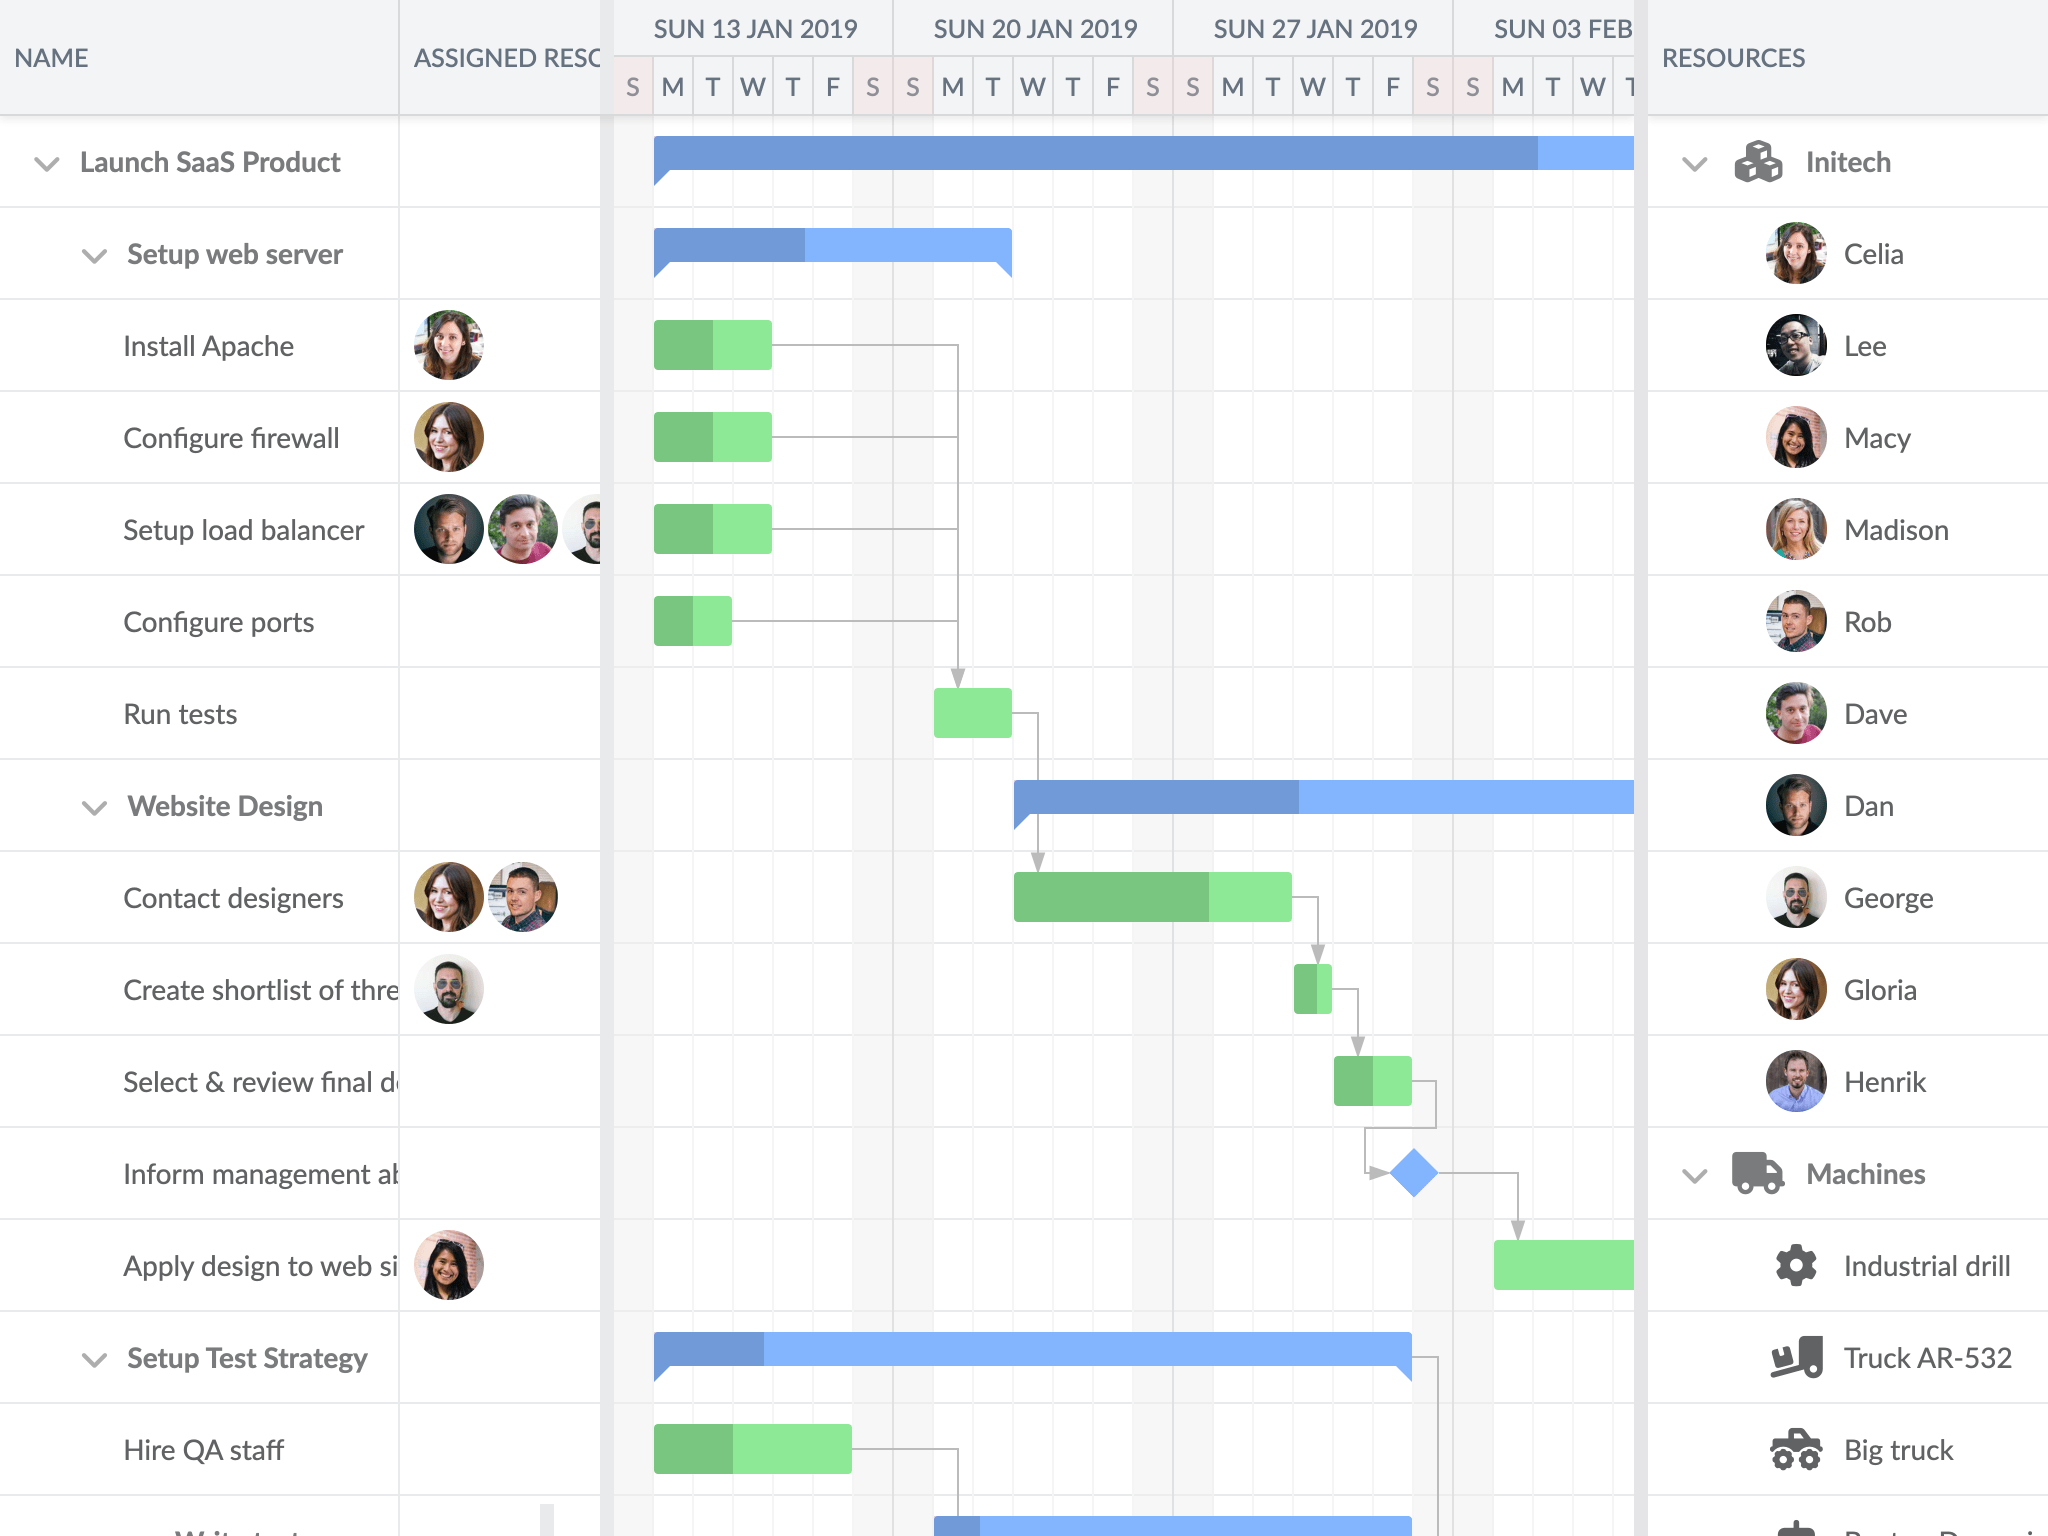 NAME
ASSIGNED RESO
SUN 13 JAN 2019 SUN 20 JAN 2019 SUN 27 JAN 2019 SUN 03 FEB
S M T W T F S S M T W T F S S M T W T F S S M T W T
RESOURCES
Launch SaaS Product
Setup web server
Install Apache
Configure firewall
Setup load balancer
Configure ports
Run tests
Website Design
Contact designers
Create shortlist of thre
Select & review final de
Inform management ab
Apply design to web si
Setup Test Strategy
Hire QA staff
Initech
Celia
Lee
Macy
Madison
Rob
Dave
Dan
George
Gloria
Henrik
Machines
Industrial drill
Truck AR-532
Big truck